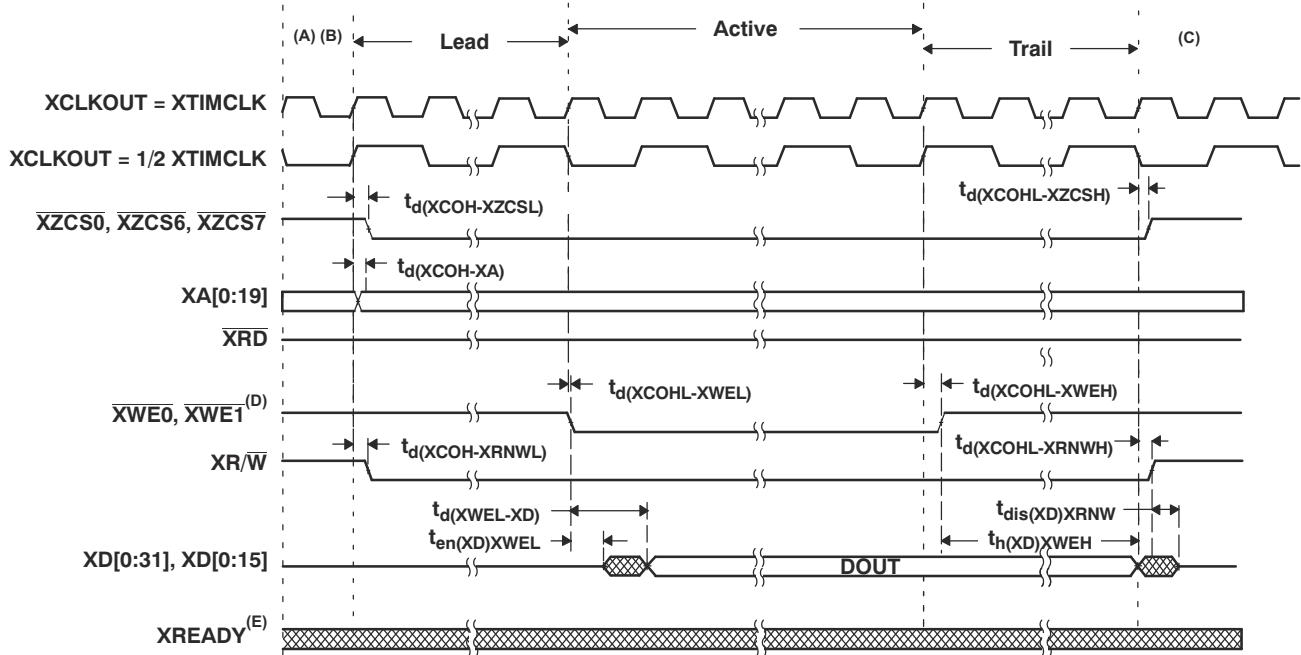 (A) (B)
Lead
Active
Trail
(C)
XCLKOUT = XTIMCLK
XCLKOUT = 1/2 XTIMCLK
td(XCOH-XZCSL)
td(XCOHL-XZCSH)
XZCS0, XZCS6, XZCS7
td(XCOH-XA)
XA[0:19]
XRD
td(XCOHL-XWEL)
td(XCOHL-XWEH)
XWE0, XWE1(D)
td(XCOH-XRNWL)
td(XCOHL-XRNWH)
XR/W
td(XWEL-XD)
tdis(XD)XRNW
ten(XD)XWEL
th(XD)XWEH
XD[0:31], XD[0:15]
DOUT
XREADY(E)